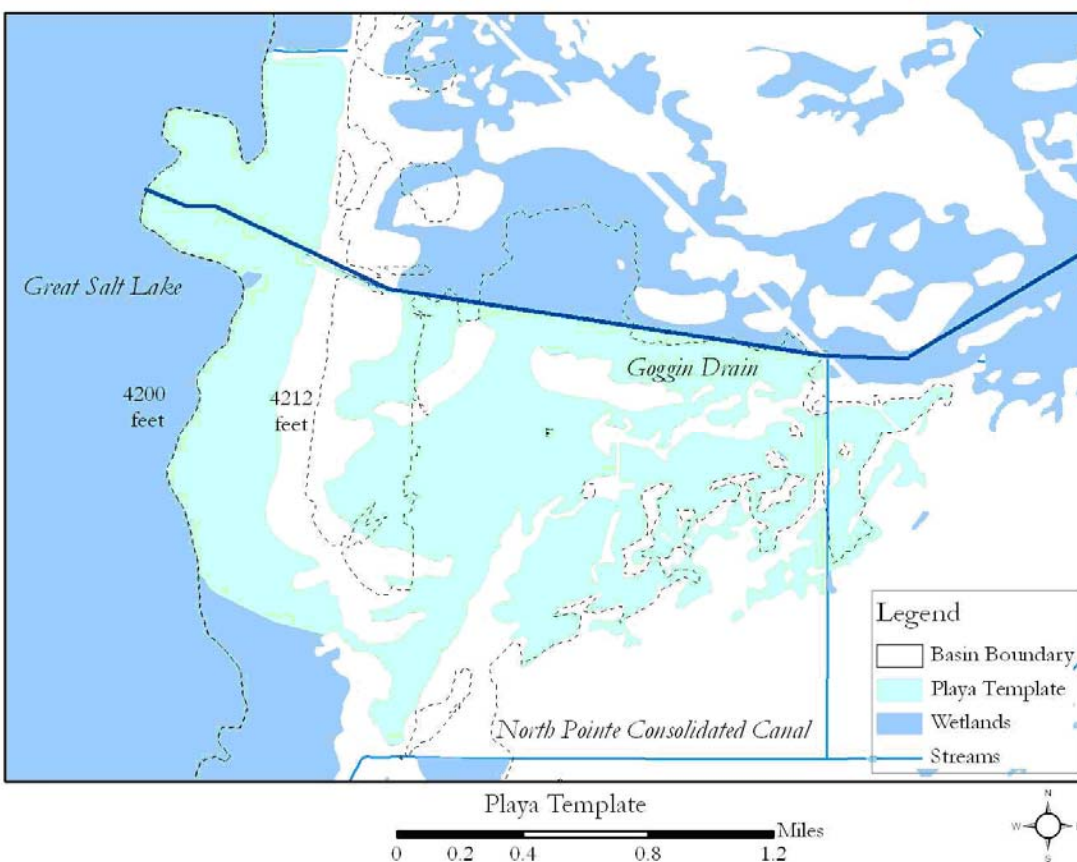 Great Salt Lake
4200
feet
4212
feet
Goggin Drain
North Pointe Consolidated Canal
Legend
Basin Boundary
Playa Template
Wetlands
Streams
Playa Template
Miles
0 0.2 0.4 0.8 1.2
N
W
S